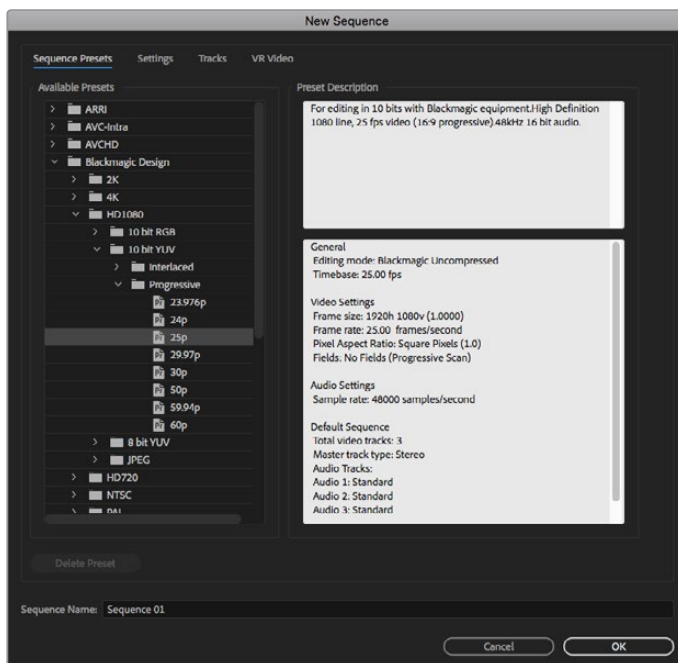 New Sequence
Sequence Presets Settings Tracks VR Video
Available Presets
ARRI
AVC-Intra
AVCHD
Blackmagic Design
2K
4K
HD1080
10 bit RGB
10 bit YUV
Interlaced
Progressive
23.976p
24p
25p
29.97p
30p
50p
59.94p
60p
8 bit YUV
JPEG
HD720
NTSC
PAL
Preset Description
For editing in 10 bits with Blackmagic equipment.High Definition
1080 line, 25 fps video (16:9 progressive).48kHz 16 bit audio.
General
Editing mode: Blackmagic Uncompressed
Timebase: 25.00 fps
Video Settings
Frame size: 1920h 1080v (1.0000)
Frame rate: 25.00 frames/second
Pixel Aspect Ratio: Square Pixels (1.0)
Fields: No Fields (Progressive Scan)
Audio Settings
Sample rate: 48000 samples/second
Default Sequence
Total video tracks: 3
Master track type: Stereo
Audio Tracks:
Audio 1: Standard
Audio 2: Standard
Audio 3: Standard
Delete Preset
Sequence Name: Sequence 01
Cancel OK